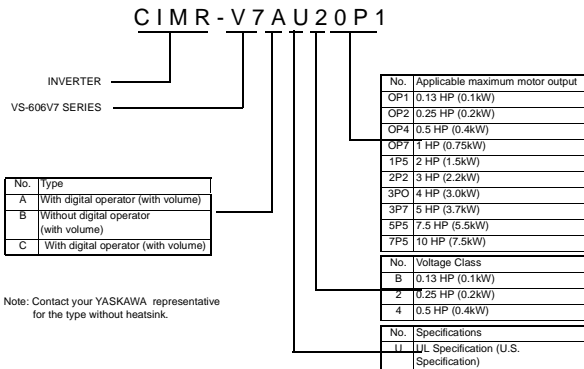 CIMR-V7AU20P1
INVERTER
VS-606V7 SERIES
No. Applicable maximum motor output
OP1 0.13 HP (0.1kW)
OP2 0.25 HP (0.2kW)
OP4 0.5 HP (0.4kW)
OP7 1 HP (0.75kW)
1P5 2 HP (1.5kW)
2P2 3 HP (2.2kW)
3PO 4 HP (3.0kW)
3P7 5 HP (3.7kW)
5P5 7.5 HP (5.5kW)
7P5 10 HP (7.5kW)
No. Type
A With digital operator (with volume)
B Without digital operator
(with volume)
C With digital operator (with volume)
No. Voltage Class
B 0.13 HP (0.1kW)
2 0.25 HP (0.2kW)
4 0.5 HP (0.4kW)
Note: Contact your YASKAWA representative
for the type without heatsink.
No. Specifications
U UL Specification (U.S.
Specification)